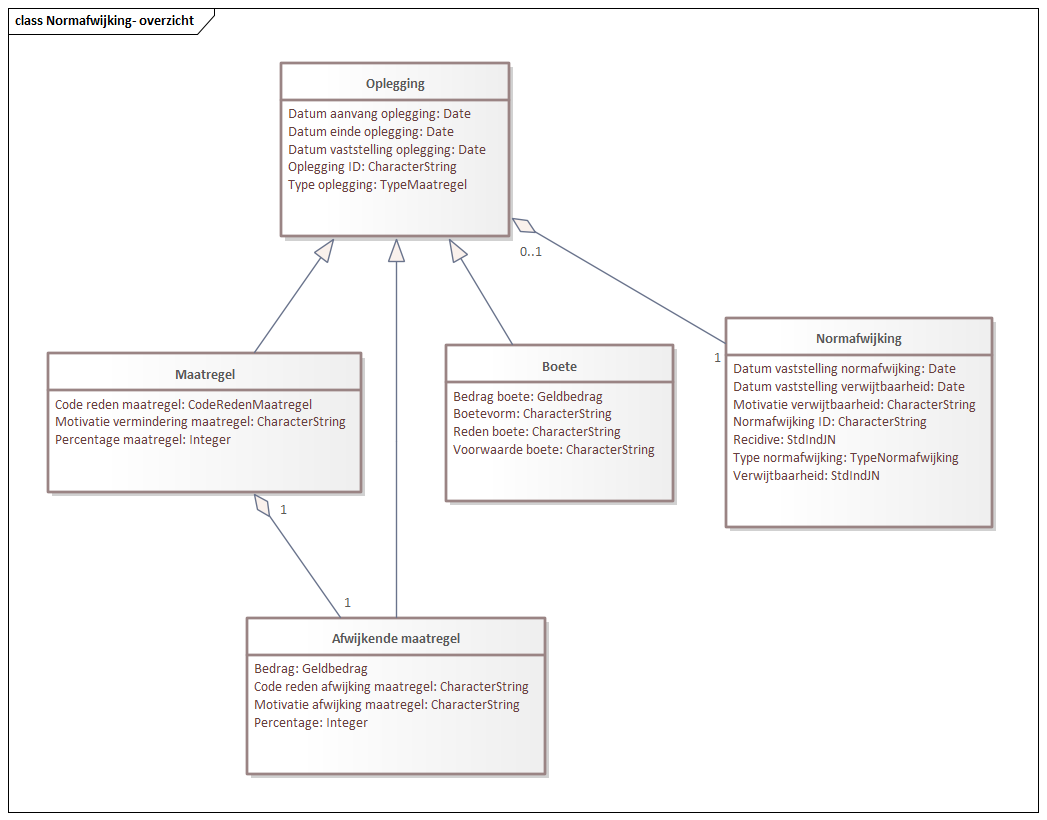 class Normafwijking- overzicht
Oplegging
Datum aanvang oplegging: Date
Datum einde oplegging: Date
Datum vaststelling oplegging: Date
Oplegging ID: CharacterString
Type oplegging: TypeMaatregel
0..1
1
Normafwijking
Datum vaststelling normafwijking: Date
Datum vaststelling verwijtbaarheid: Date
Motivatie verwijtbaarheid: CharacterString
Normafwijking ID: CharacterString
Recidive: StdIndJN
Type normafwijking: TypeNormafwijking
Verwijtbaarheid: StdIndJN
Maatregel
Code reden maatregel: CodeRedenMaatregel
Motivatie vermindering maatregel: CharacterString
Percentage maatregel: Integer
Boete
Bedrag boete: Geldbedrag
Boetevorm: CharacterString
Reden boete: CharacterString
Voorwaarde boete: CharacterString
1
1
Afwijkende maatregel
Bedrag: Geldbedrag
Code reden afwijking maatregel: CharacterString
Motivatie afwijking maatregel: CharacterString
Percentage: Integer